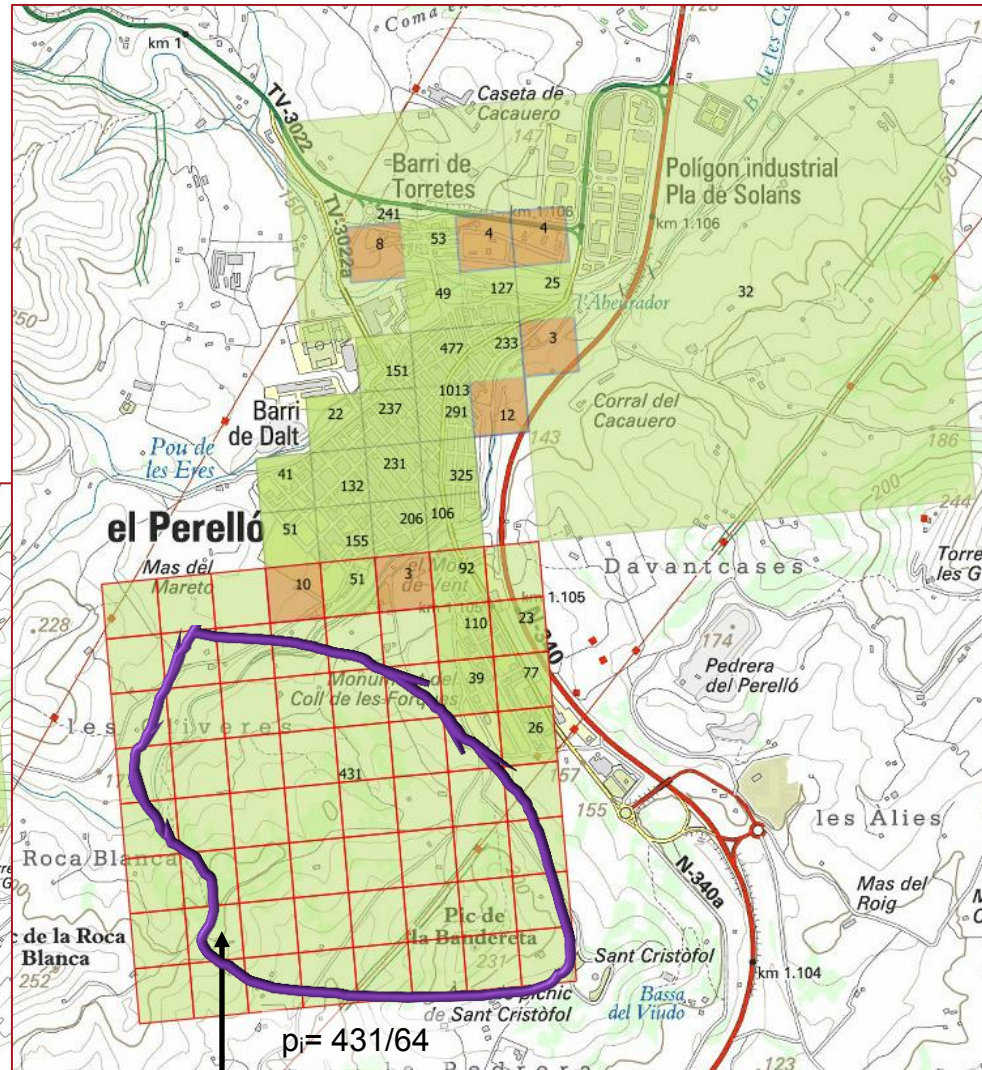 Coma
B. de les
km 1
TV-3022
Caseta de
Cacauero
147
150
Barri de
Torretes
Polígon industrial
Pla de Solans
TV-3022a
km 1.106
km 1.106
150
241
8
53
4
4
49
127
25
l'Abeurador
32
250
477
233
3
151
1013
22
237
291
12
Corral del
Cacauero
Barri
de Dalt
143
186
Pou de
les Eres
41
231
325
132
200
244
el Perelló
51
206
106
155
Mas del
Mareto
10
51
3
92
Davantcases
Torre
les G
km 1.105
228
110
23
N-340
174
Monument del
Coll de les Forques
39
77
Pedrera
del Perelló
les Oliveres
26
431
157
155
les Àlies
Roca Blanca
N-340a
Mas del
Roig
Pic de
la Bandereta
231
c de la Roca
Blanca
252
Sant Cristòfol
km 1.104
Bassa
del Viudo
de Sant Cristòfol
pi= 431/64
la Pedrera
123